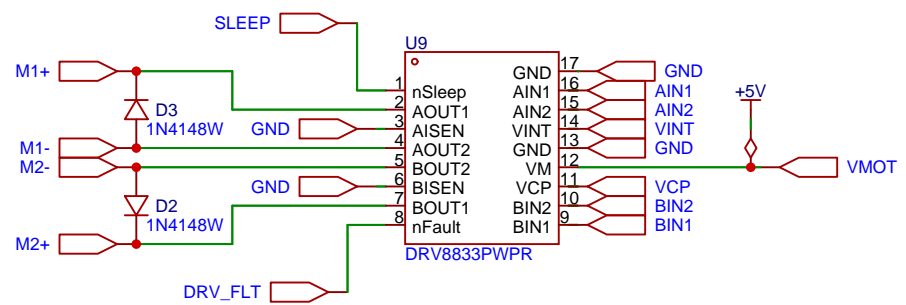 SLEEP
U9
M1+
D3
1N4148W
GND
M1-
M2-
GND
D2
1N4148W
M2+
DRV_FLT
1 nSleep
2 AOUT1
3 AISEN
4 AOUT2
5 BOUT2
6 BISEN
7 BOUT1
8 nFault
GND 17 GND
AIN1 16 AIN1
AIN2 15 AIN2
VINT 14 VINT
GND 13 GND
VM 12
VCP 11 VCP
BIN2 10 BIN2
BIN1 9 BIN1
DRV8833PWPR
+5V
VMOT